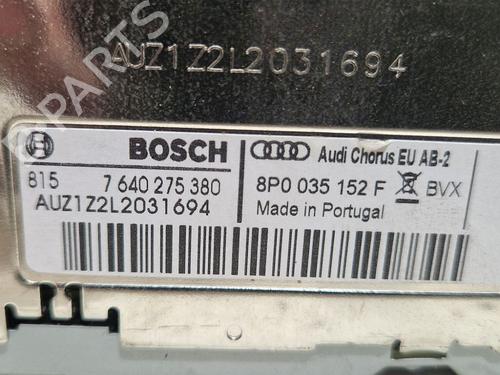 AUZ1Z2L2031694
BOSCH
Audi Chorus EU AB-2
815 7 640 275 380
8P0 035 152 F BVX
AUZ1Z2L2031694
Made in Portugal